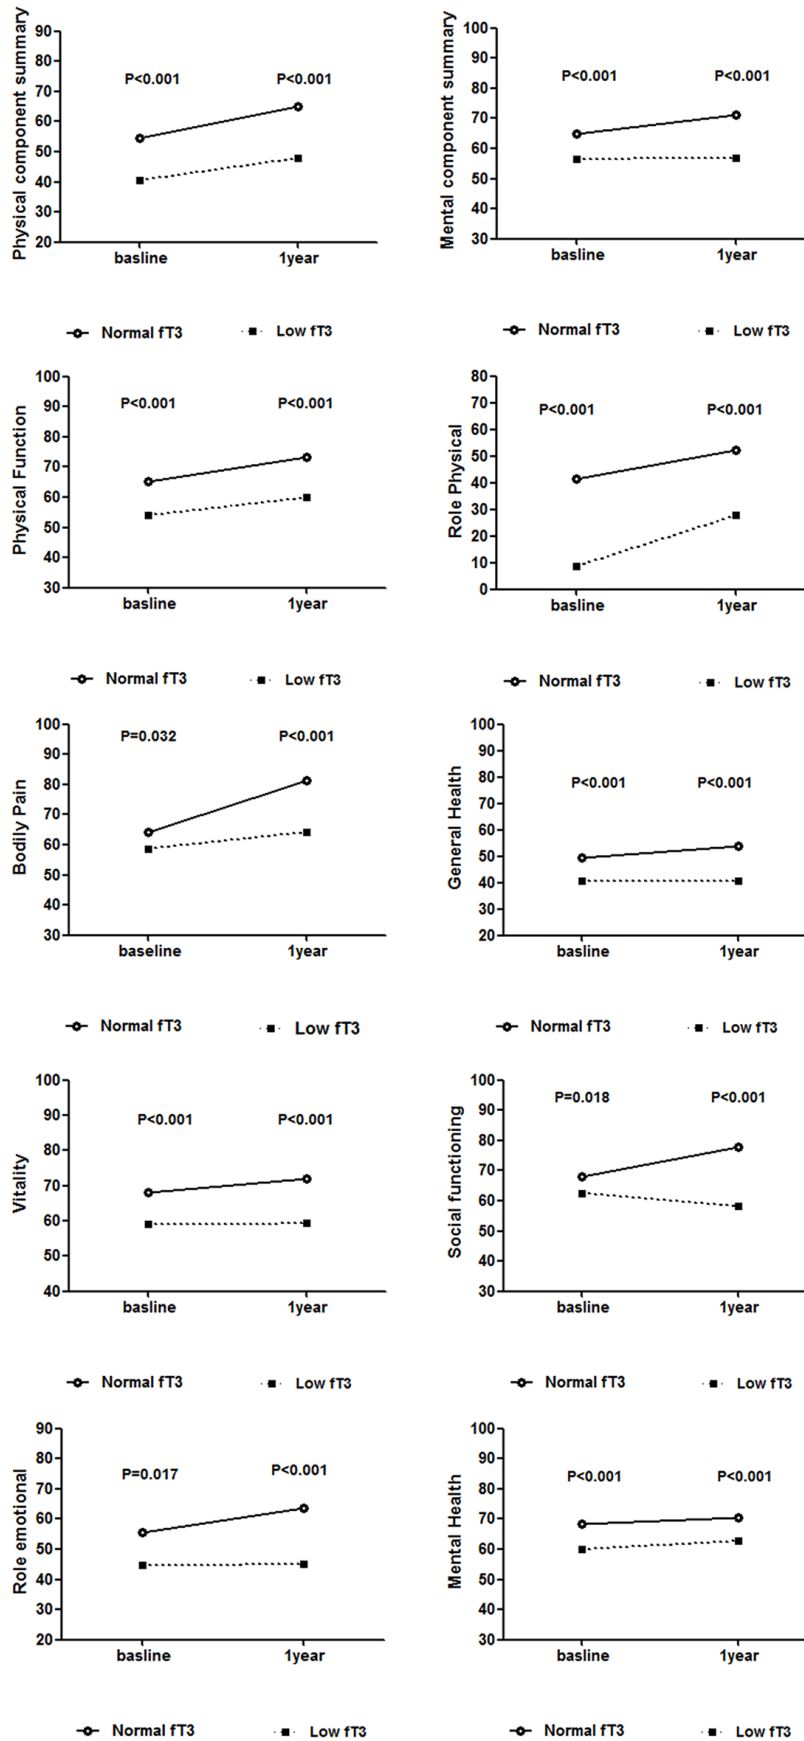 Physical component summary
90
80
70
60
50
40
30
20
P<0.001 P<0.001
basline 1year
Normal fT3 Low fT3
Mental component summary
100
90
80
70
60
50
40
30
P<0.001 P<0.001
basline 1year
Normal fT3 Low fT3
Physical Function
100
90
80
70
60
50
40
30
P<0.001 P<0.001
basline 1year
Normal fT3 Low fT3
Role Physical
80
70
60
50
40
30
20
10
0
P<0.001 P<0.001
basline 1year
Normal fT3 Low fT3
Bodily Pain
100
90
80
70
60
50
40
30
P=0.032 P<0.001
baseline 1year
Normal fT3 Low fT3
General Health
100
90
80
70
60
50
40
30
20
P<0.001 P<0.001
basline 1year
Normal fT3 Low fT3
Vitality
100
90
80
70
60
50
40
P<0.001 P<0.001
basline 1year
Normal fT3 Low fT3
Social functioning
100
90
80
70
60
50
40
30
P=0.018 P<0.001
basline 1year
Normal fT3 Low fT3
Role emotional
90
80
70
60
50
40
30
20
P=0.017 P<0.001
basline 1year
Normal fT3 Low fT3
Mental Health
100
90
80
70
60
50
40
30
P<0.001 P<0.001
basline 1year
Normal fT3 Low fT3